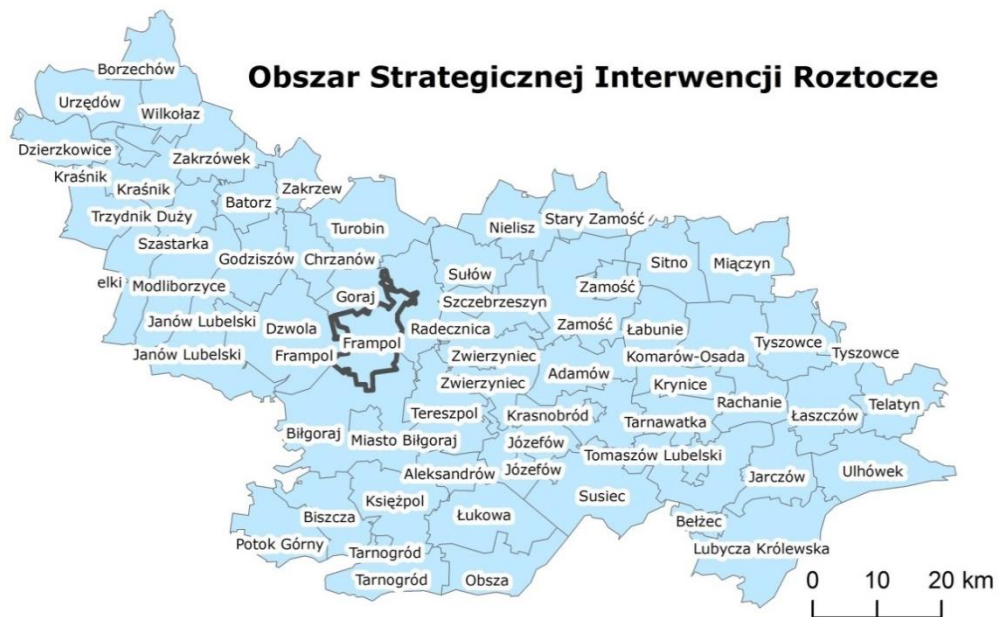 Obszar Strategicznej Interwencji Roztocze
Borzechów
Urzędów
Wilkołaz
Dzierzkowice
Zakrzówek
Kraśnik
Kraśnik
Zakrzew
Batorz
Trzydnik Duży
Turobin
Nielisz
Stary Zamość
Szastarka
Godziszów
Chrzanów
Sitno
Miączyn
Sułów
elki
Modliborzyce
Goraj
Szczebrzeszyn
Zamość
Janów Lubelski
Dzwola
Radecznica
Zamość
Łabunie
Frampol
Tyszowce
Tyszowce
Janów Lubelski
Frampol
Zwierzyniec
Komarów-Osada
Adamów
Zwierzyniec
Krynice
Rachanie
Telatyn
Tereszpol
Krasnobród
Tarnawatka
Łaszczów
Biłgoraj
Miasto Biłgoraj
Józefów
Tomaszów Lubelski
Aleksandrów
Józefów
Jarczów
Ulhówek
Księżpol
Susiec
Biszcza
Łukowa
Bełżec
Potok Górny
Tarnogród
Lubycza Królewska
Tarnogród
Obsza
0 10 20 km